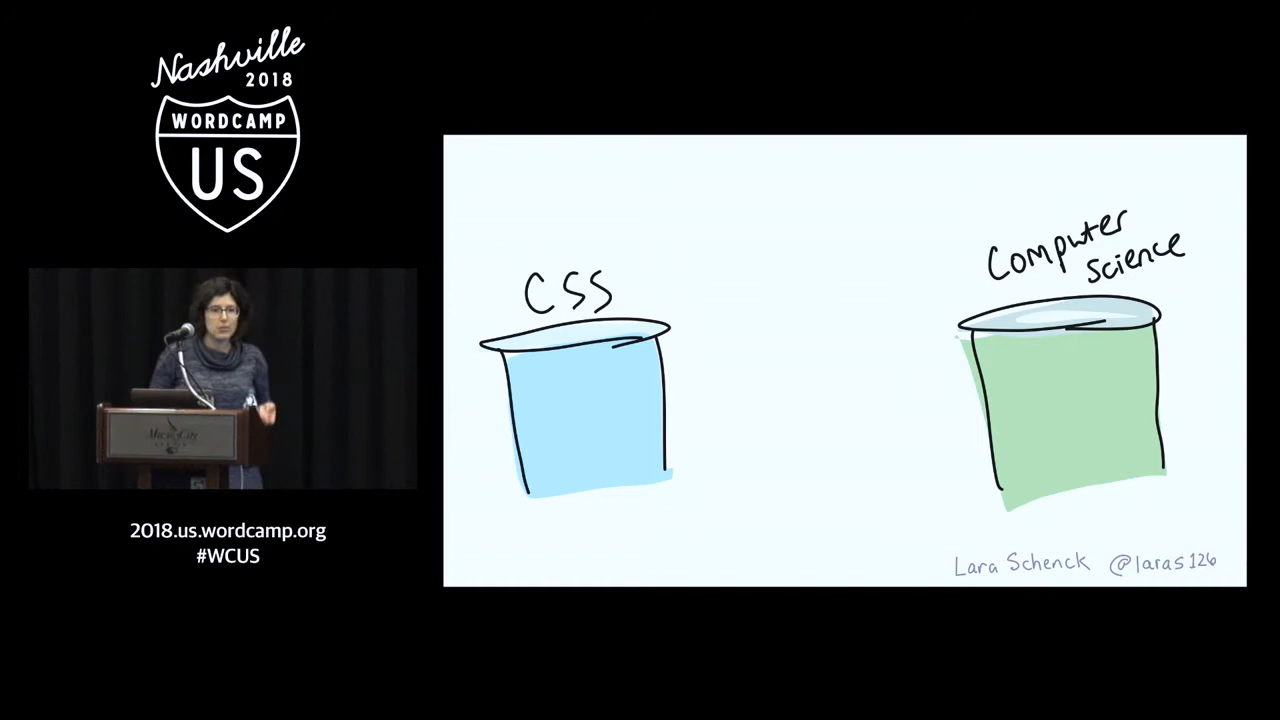 Nashville
2018
WORDCAMP
US
2018.us.wordcamp.org
#WCUS
CSS
Computer
Science
Lara Schenck @laras126